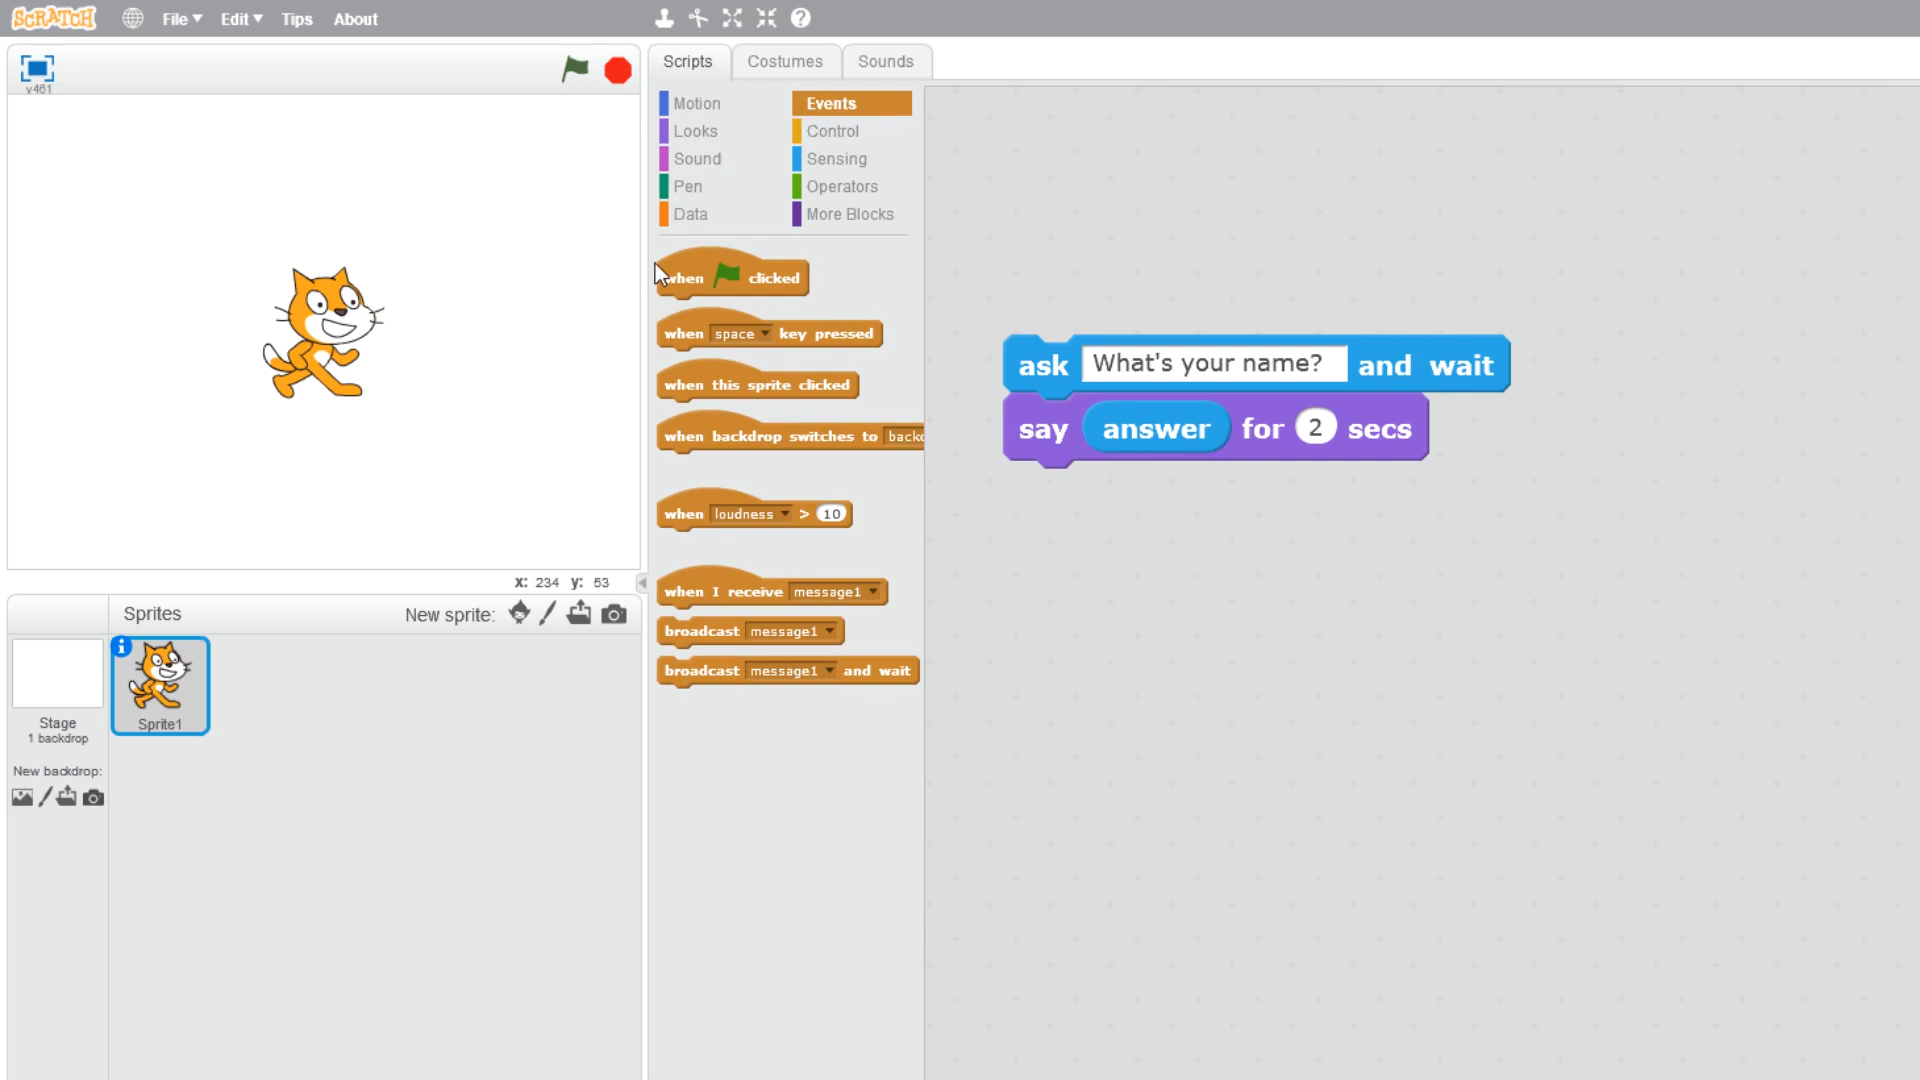 SCRATCH File Edit Tips About
v461
x: 234 y: 53
Sprites New sprite:
Sprite1
Stage
1 backdrop
New backdrop:
Scripts Costumes Sounds
Motion Events
Looks Control
Sound Sensing
Pen Operators
Data More Blocks
when clicked
when space key pressed
when this sprite clicked
when backdrop switches to
when loudness > 10
when I receive message1
broadcast message1
broadcast message1 and wait
ask What's your name? and wait
say answer for 2 secs